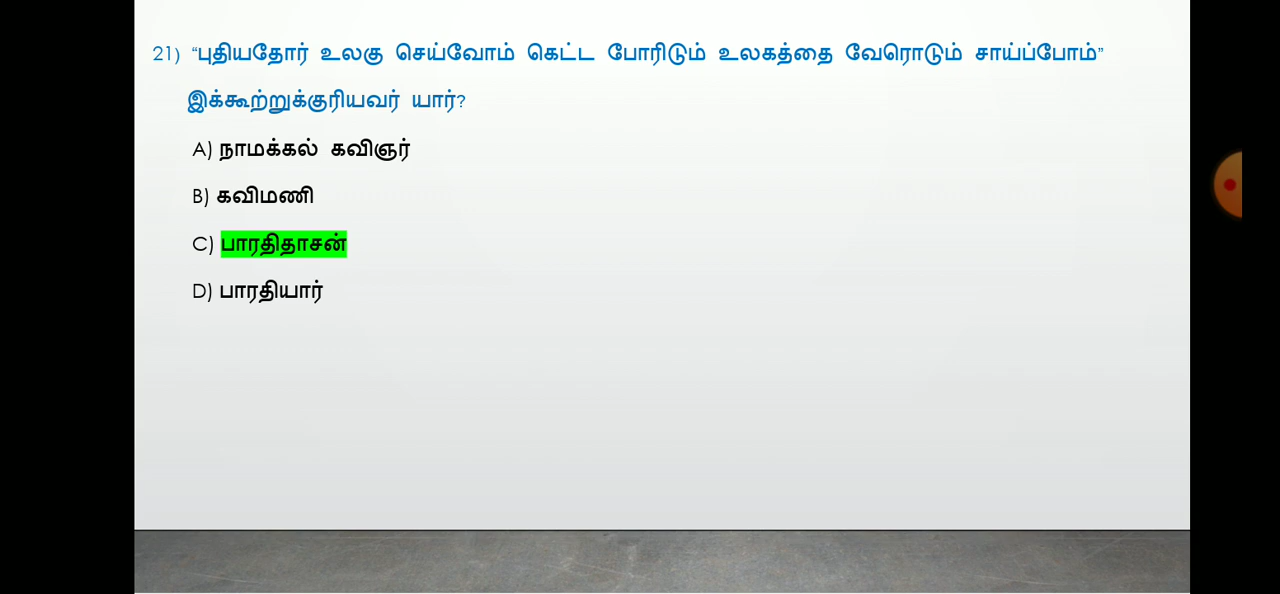 21) “புதியதோர் உலகு செய்வோம் கெட்ட போரிடும் உலகத்தை வேரொடும் சாய்ப்போம்”
இக்கூற்றுக்குரியவர் யார்?
A) நாமக்கல் கவிஞர்
B) கவிமணி
C) பாரதிதாசன்
D) பாரதியார்